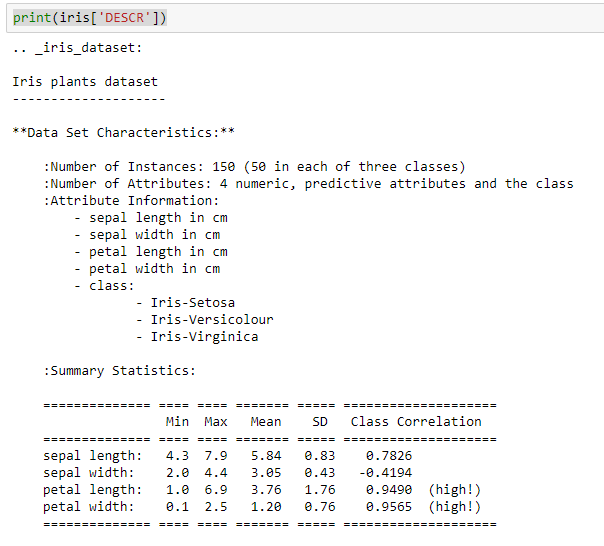 print(iris['DESCR'])
.. _iris_dataset:
Iris plants dataset
--------------------
**Data Set Characteristics:**
    :Number of Instances: 150 (50 in each of three classes)
    :Number of Attributes: 4 numeric, predictive attributes and the class
    :Attribute Information:
        - sepal length in cm
        - sepal width in cm
        - petal length in cm
        - petal width in cm
        - class:
                - Iris-Setosa
                - Iris-Versicolour
                - Iris-Virginica
    :Summary Statistics:
    ============== ==== ==== ======= ===== ====================
                    Min  Max   Mean    SD   Class Correlation
    ============== ==== ==== ======= ===== ====================
    sepal length:   4.3  7.9   5.84   0.83    0.7826
    sepal width:    2.0  4.4   3.05   0.43   -0.4194
    petal length:   1.0  6.9   3.76   1.76    0.9490  (high!)
    petal width:    0.1  2.5   1.20   0.76    0.9565  (high!)
    ============== ==== ==== ======= ===== ====================